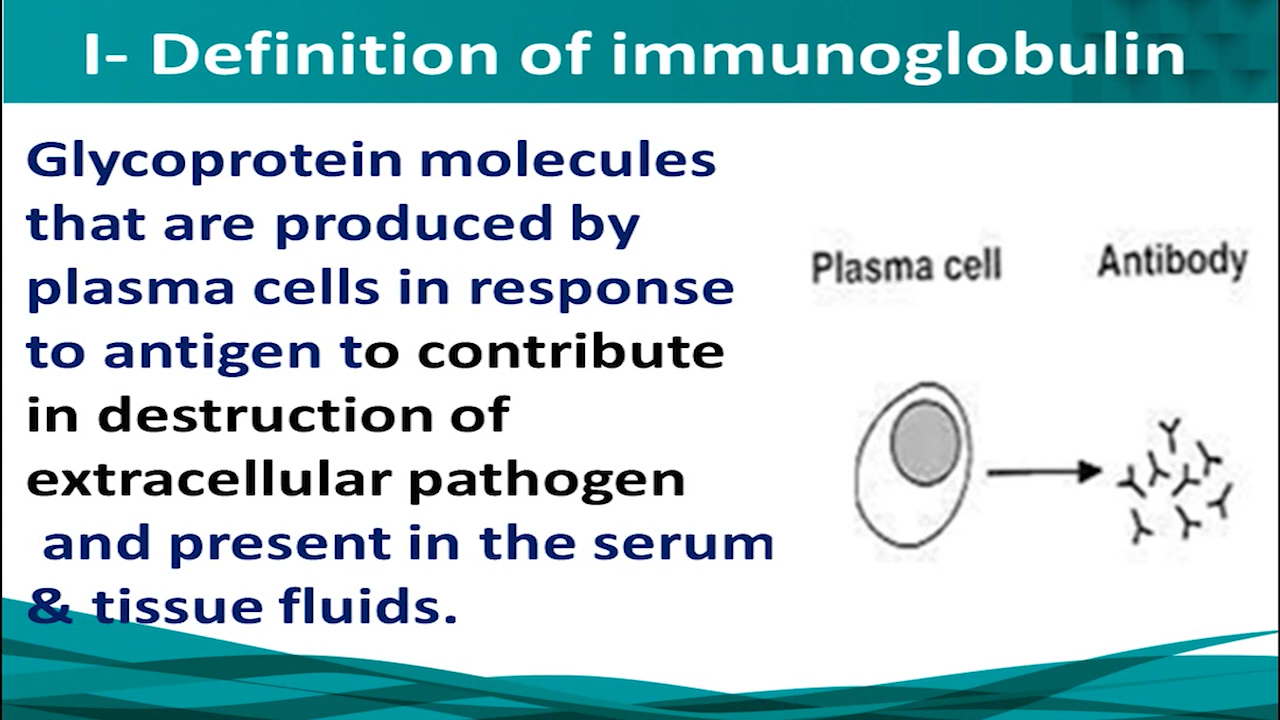 I- Definition of immunoglobulin
Glycoprotein molecules
that are produced by
plasma cells in response
to antigen to contribute
in destruction of
extracellular pathogen
and present in the serum
& tissue fluids.
Plasma cell
Antibody